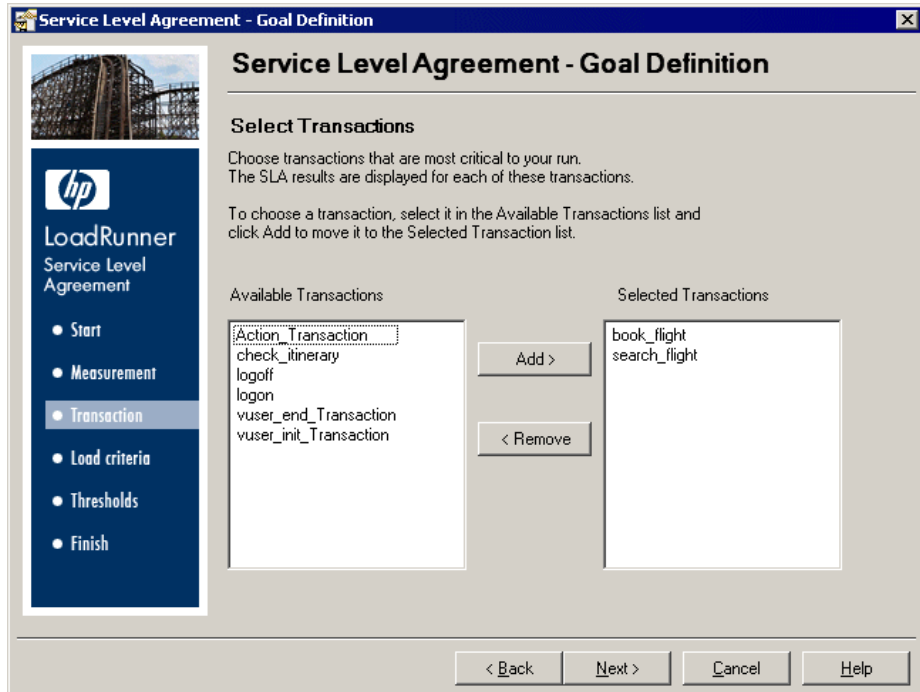 Service Level Agreement - Goal Definition
Service Level Agreement - Goal Definition
Select Transactions
Choose transactions that are most critical to your run.
The SLA results are displayed for each of these transactions.
To choose a transaction, select it in the Available Transactions list and
click Add to move it to the Selected Transaction list.
hp
LoadRunner
Service Level
Agreement
Start
Measurement
Transaction
Load criteria
Thresholds
Finish
Available Transactions
Action_Transaction
check_itinerary
logoff
logon
vuser_end_Transaction
vuser_init_Transaction
Add >
< Remove
Selected Transactions
book_flight
search_flight
< Back
Next >
Cancel
Help